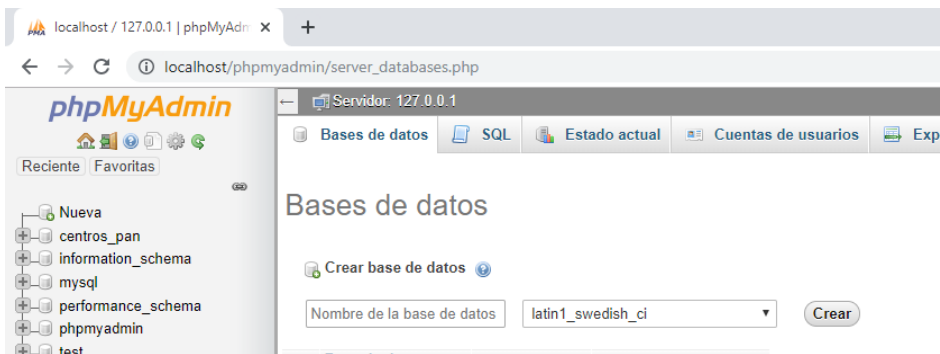 localhost / 127.0.0.1 | phpMyAdm
localhost/phpmyadmin/server_databases.php
phpMyAdmin
Reciente Favoritas
Nueva
centros_pan
information_schema
mysql
performance_schema
phpmyadmin
test
Servidor: 127.0.0.1
Bases de datos SQL Estado actual Cuentas de usuarios Exp
Bases de datos
Crear base de datos
Nombre de la base de datos latin1_swedish_ci Crear